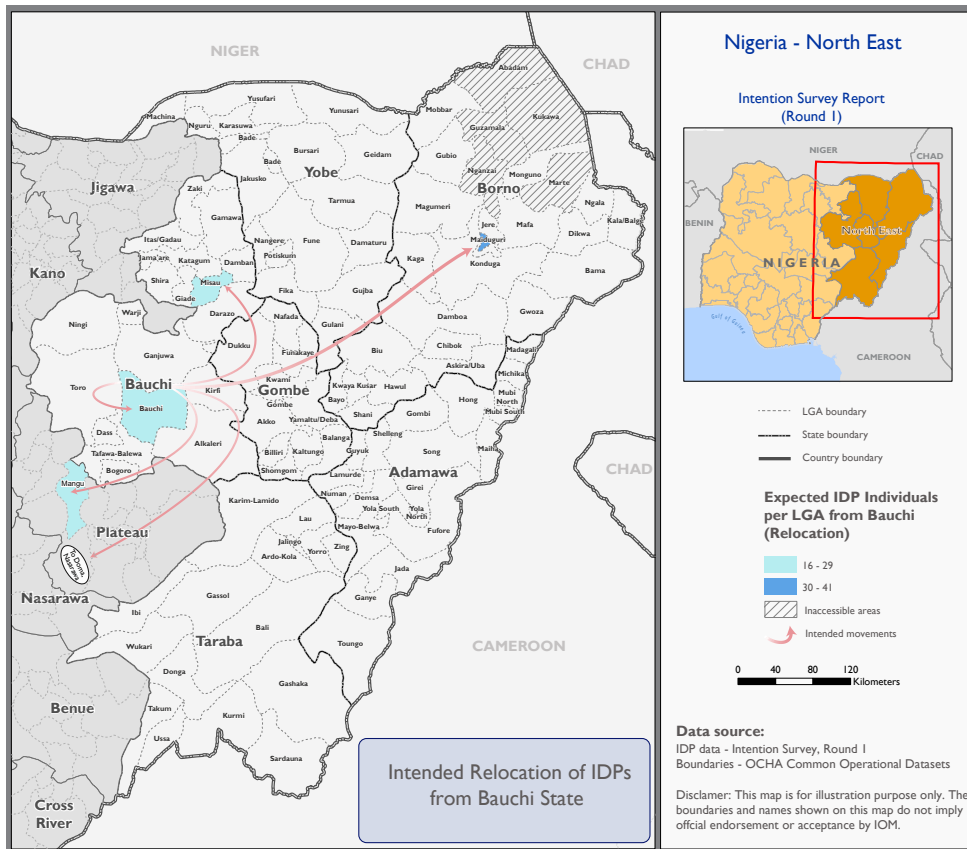 NIGER
CHAD
Abadam
Yusufari
Machina
Yunusari
Mobbar
Kukawa
Nguru
Karasuwa
Guzamala
Bade
Bursari
Geidam
Gubio
Bade
Nganzai
Monguno
Jigawa
Jakusko
Yobe
Borno
Marte
Zaki
Tarmua
Magumeri
Ngala
Gamawa
Jere
Mafa
Kala/Balge
Itas/Gadau
Nangere
Fune
Damaturu
Maiduguri
Dikwa
Jama'are
Katagum
Damban
Potiskum
Kaga
Konduga
Kano
Shira
Misau
Bama
Giade
Fika
Gujba
Ningi
Warji
Darazo
Nafada
Gulani
Damboa
Gwoza
Dukku
Funakaye
Biu
Chibok
Ganjuwa
Askira/Uba
Madagali
Michika
Toro
Bauchi
Kirfi
Kwami
Gombe
Kwaya Kusar
Hawul
Bayo
Mubi North
Bauchi
Gombe
Akko
Yamaltu/Deba
Shani
Gombi
Hong
Mubi South
Dass
Alkaleri
Balanga
Shelleng
Tafawa-Balewa
Billiri
Kaltungo
Guyuk
Song
Maiha
Bogoro
Shomgom
Lamurde
Adamawa
CHAD
Mangu
Karim-Lamido
Numan
Demsa
Girei
Yola South
Yola North
Plateau
Lau
Mayo-Belwa
Fufore
To Doma, Nasarawa
Jalingo
Ardo-Kola
Yorro
Zing
Jada
Nasarawa
Gassol
Ganye
Ibi
Bali
Wukari
Taraba
Toungo
CAMEROON
Donga
Gashaka
Benue
Takum
Kurmi
Ussa
Sardauna
Cross
River
Intended Relocation of IDPs
from Bauchi State
Nigeria - North East
Intention Survey Report
(Round 1)
NIGER
CHAD
BENIN
North East
NIGERIA
Gulf of Guinea
CAMEROON
LGA boundary
State boundary
Country boundary
Expected IDP Individuals
per LGA from Bauchi
(Relocation)
16 - 29
30 - 41
Inaccessible areas
Intended movements
0 40 80 120
Kilometers
Data source:
IDP data - Intention Survey, Round 1
Boundaries - OCHA Common Operational Datasets
Disclamer: This map is for illustration purpose only. The
boundaries and names shown on this map do not imply
offcial endorsement or acceptance by IOM.